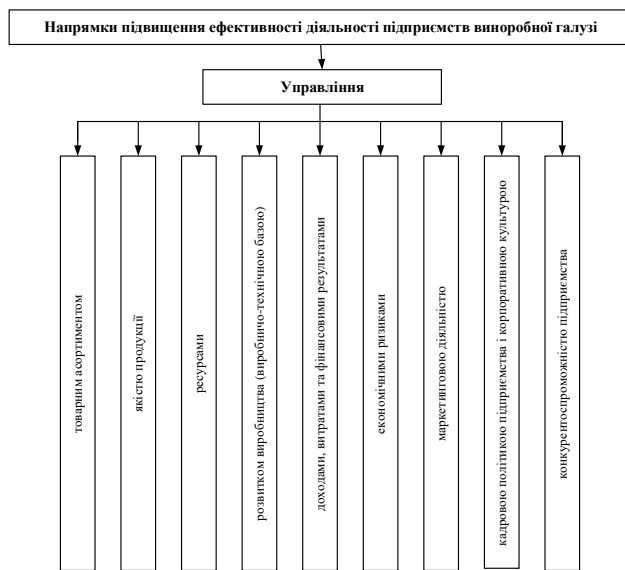 Напрямки підвищення ефективності діяльності підприємств виноробної галузі
Управління
товарним асортиментом
якістю продукції
ресурсами
розвитком виробництва (виробничо-технічною базою)
доходами, витратами та фінансовими результатами
економічними ризиками
маркетинговою діяльністю
кадровою політикою підприємства і корпоративною культурою
конкурентоспроможністю підприємства